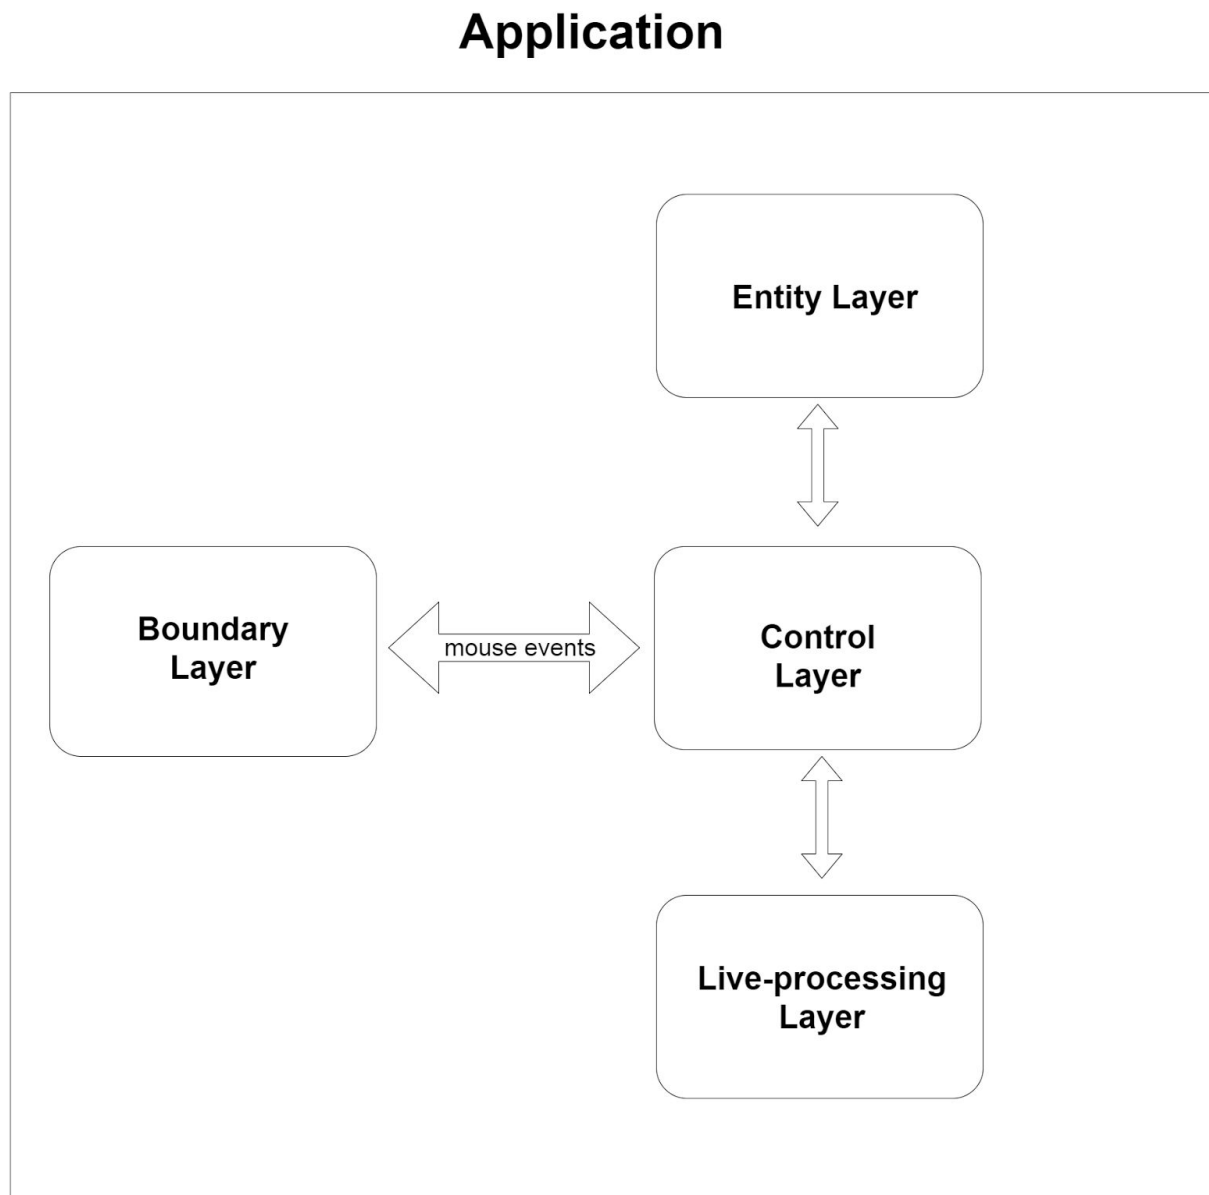 Application
Entity Layer
Boundary
Layer
mouse events
Control
Layer
Live-processing
Layer